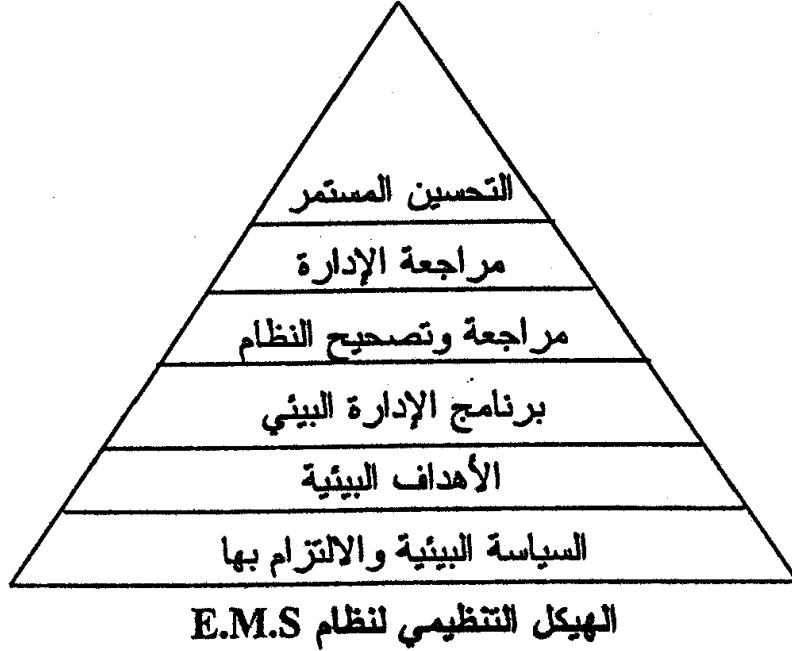 التحسين المستمر
مراجعة الإدارة
مراجعة وتصحيح النظام
برنامج الإدارة البيئي
الأهداف البيئية
السياسة البيئية والالتزام بها
الهيكل التنظيمي لنظام E.M.S